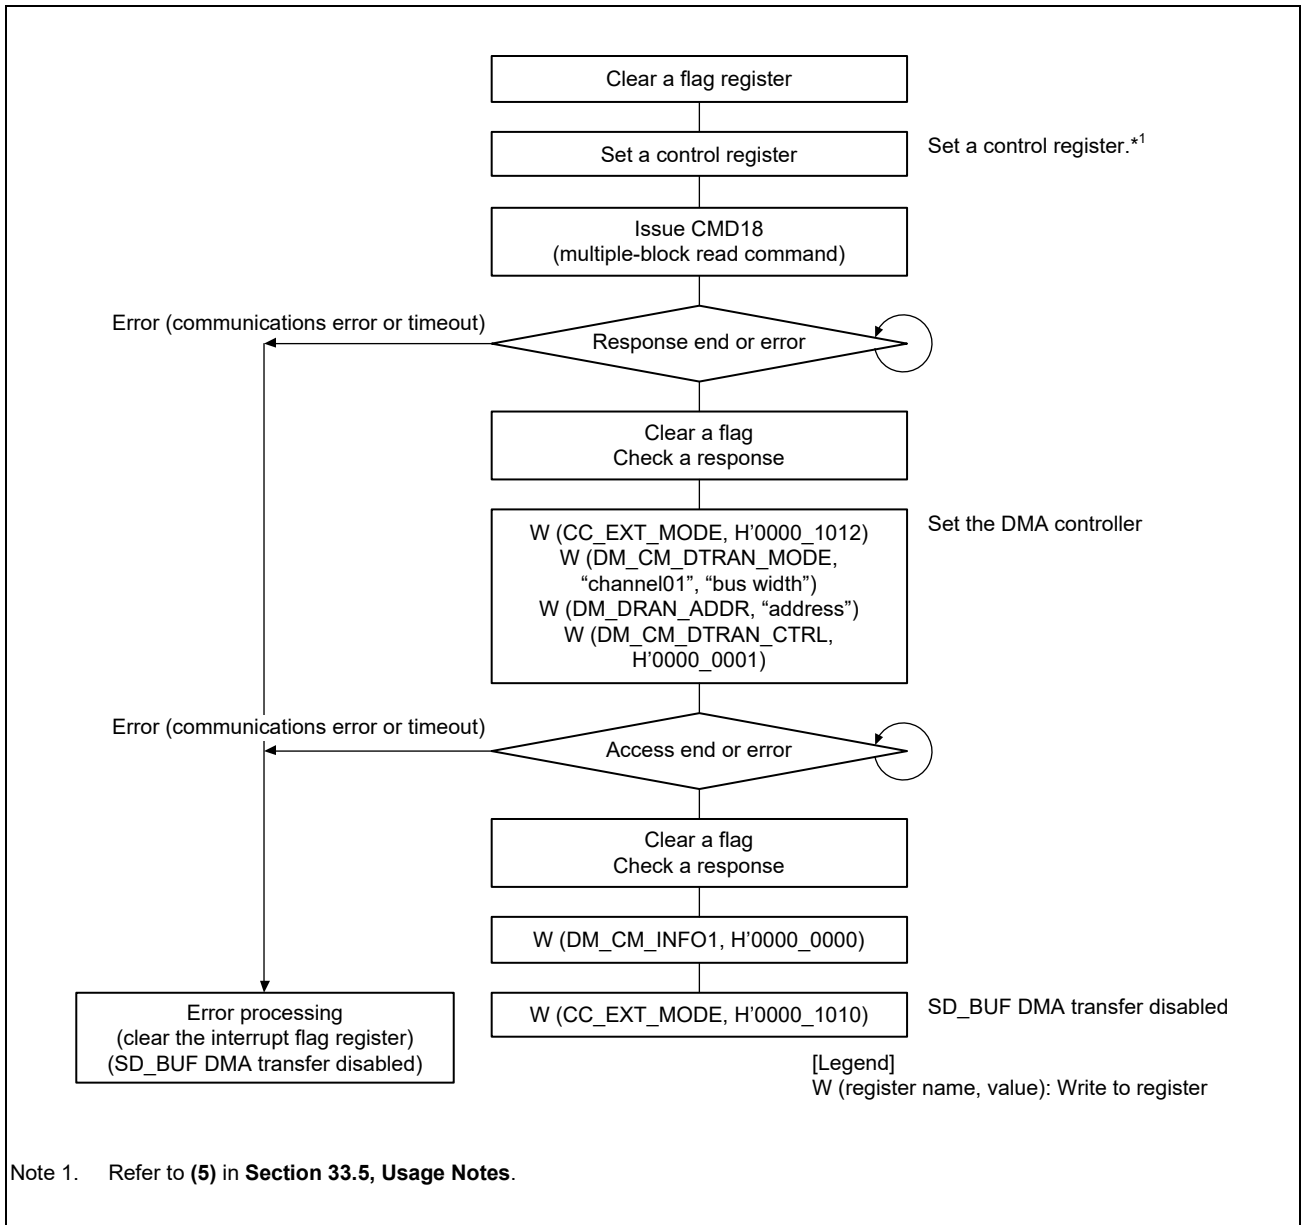 Clear a flag register
Set a control register
Set a control register.*1
Issue CMD18
(multiple-block read command)
Error (communications error or timeout)
Response end or error
Clear a flag
Check a response
W (CC_EXT_MODE, H'0000_1012)
W (DM_CM_DTRAN_MODE,
“channel01”, “bus width”)
W (DM_DRAN_ADDR, “address”)
W (DM_CM_DTRAN_CTRL,
H'0000_0001)
Set the DMA controller
Error (communications error or timeout)
Access end or error
Clear a flag
Check a response
W (DM_CM_INFO1, H’0000_0000)
W (CC_EXT_MODE, H’0000_1010)
SD_BUF DMA transfer disabled
Error processing
(clear the interrupt flag register)
(SD_BUF DMA transfer disabled)
[Legend]
W (register name, value): Write to register
Note 1. Refer to (5) in Section 33.5, Usage Notes.